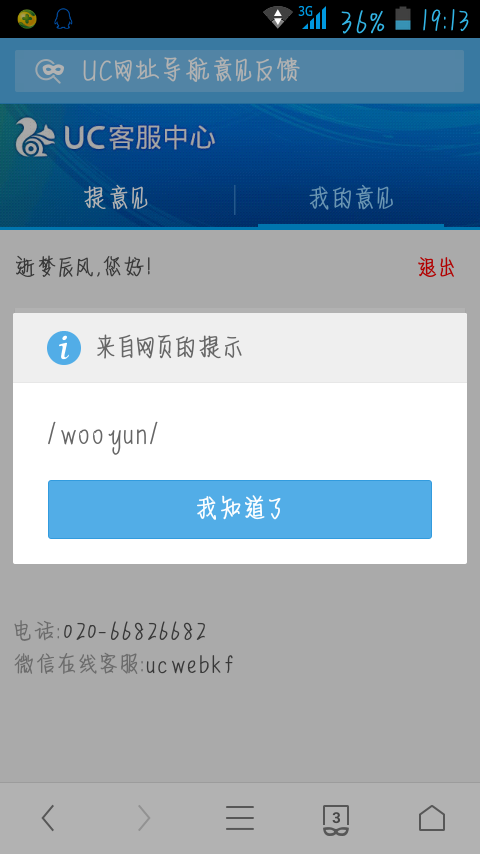 3G 36% 19:13
UC网址导航意见反馈
UC客服中心
提意见 我的意见
逝梦辰风,您好! 退出
来自网页的提示
/wooyun/
我知道了
电话:020-66826682
微信在线客服:ucwebkf
3